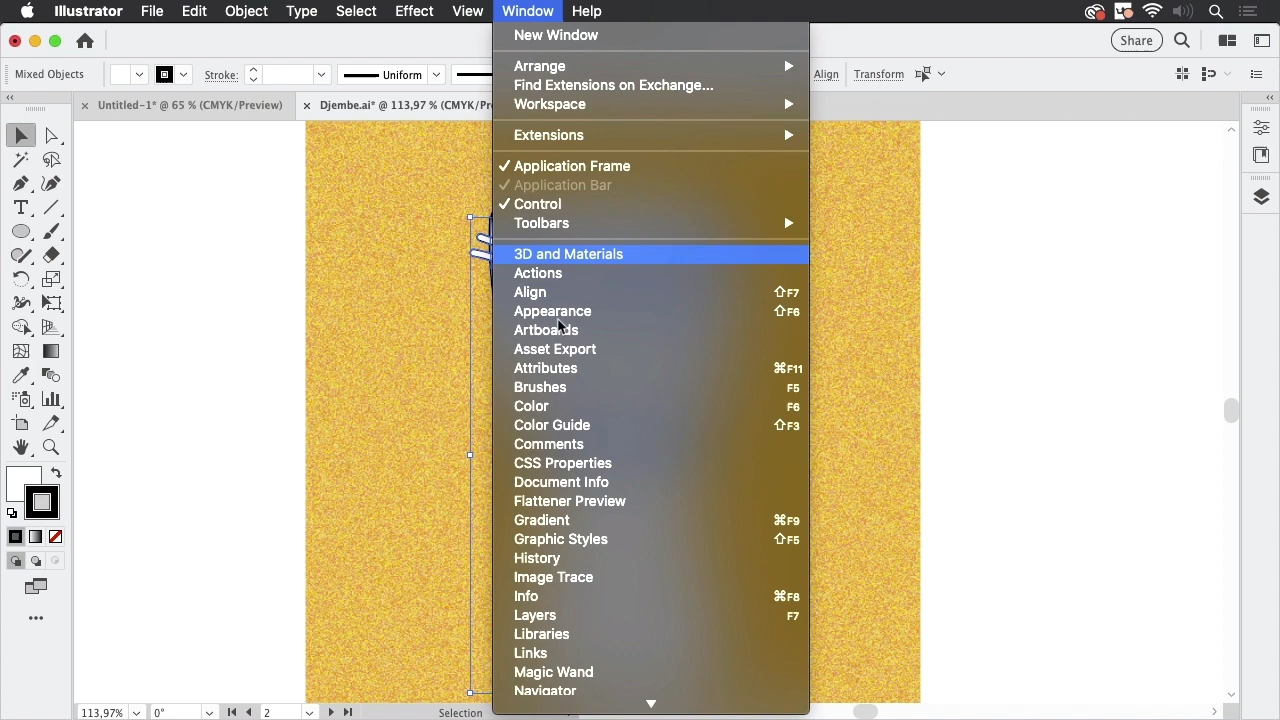 Illustrator File Edit Object Type Select Effect View Window Help
New Window
Share
Arrange
Mixed Objects Stroke: Uniform Align Transform
Find Extensions on Exchange...
Workspace
Untitled-1* @ 65 % (CMYK/Preview) Djembe.ai* @ 113,97 % (CMYK/Pre
Extensions
Application Frame
Application Bar
Control
Toolbars
3D and Materials
Actions
Align ⇧F7
Appearance ⇧F6
Artboards
Asset Export
Attributes ⌘F11
Brushes F5
Color F6
Color Guide ⇧F3
Comments
CSS Properties
Document Info
Flattener Preview
Gradient ⌘F9
Graphic Styles ⇧F5
History
Image Trace
Info ⌘F8
Layers F7
Libraries
Links
Magic Wand
Navigator
113,97% 0° 2 Selection